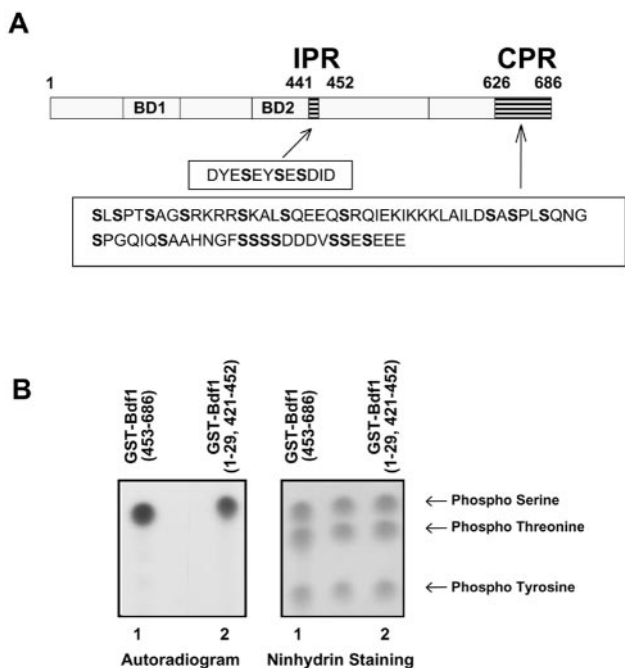 A
IPR CPR
1 441 452 626 686
BD1 BD2
DYESEYSESDID
SLSPTSAGSRKRRSKALSQEEQSRQIEKIKKKLAILDSASPLSQNG
SPGQIQSAAHNGFSSSSDDDVSSESEEE
B
GST-Bdf1
(453-686)
GST-Bdf1
(1-29, 421-452)
GST-Bdf1
(453-686)
GST-Bdf1
(1-29, 421-452)
← Phospho Serine
← Phospho Threonine
← Phospho Tyrosine
1 2 1 2
Autoradiogram Ninhydrin Staining